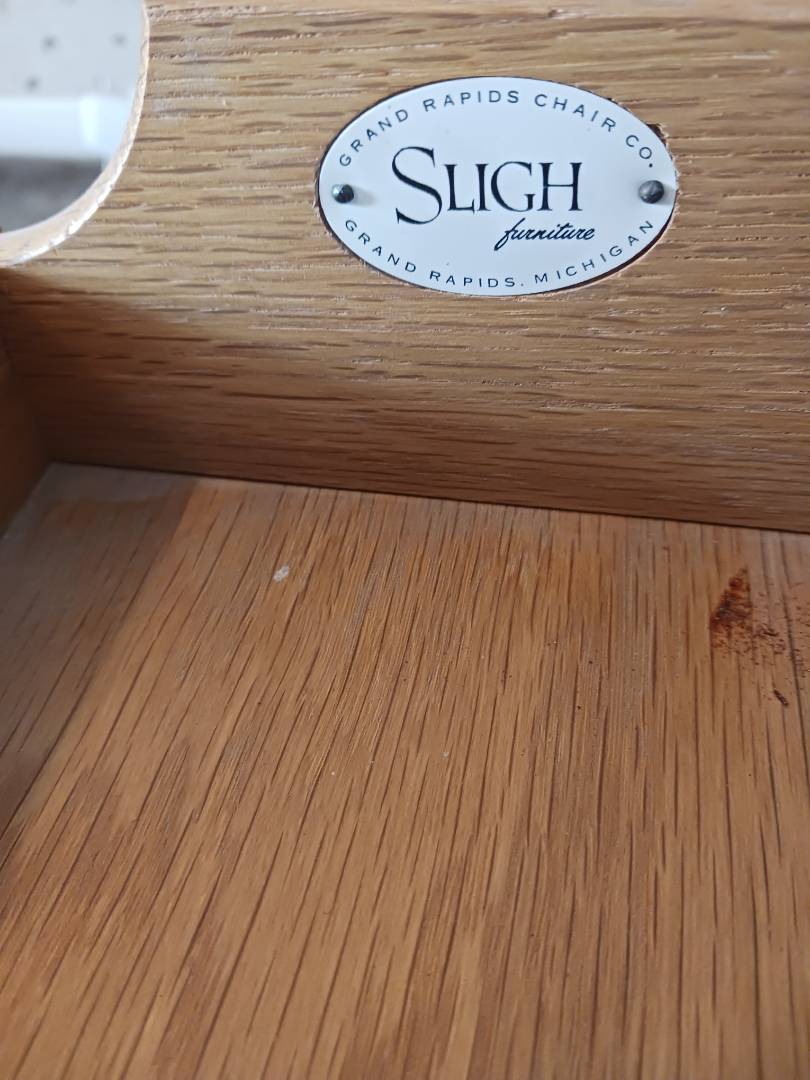 GRAND RAPIDS CHAIR CO.
SLIGH
furniture
GRAND RAPIDS. MICHIGAN